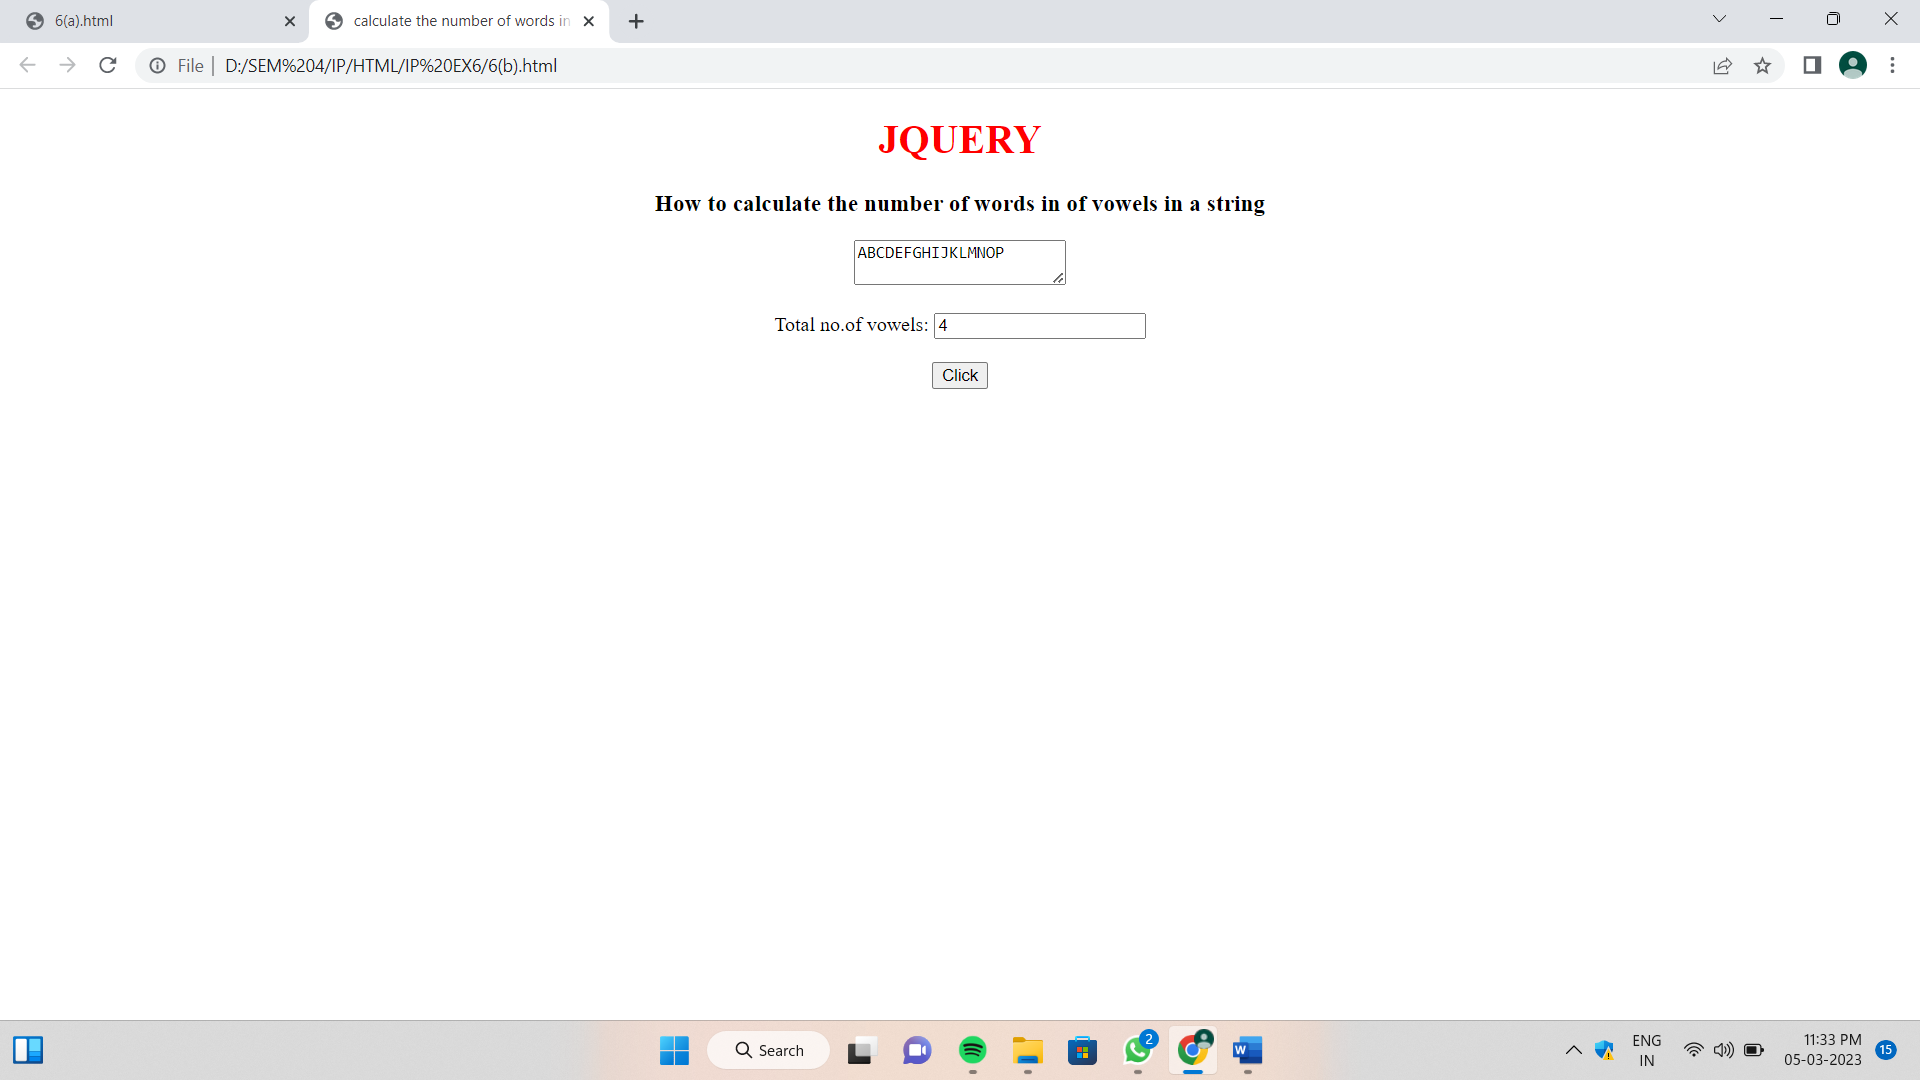 6(a).html
calculate the number of words in
File
D:/SEM%204/IP/HTML/IP%20EX6/6(b).html
JQUERY
How to calculate the number of words in of vowels in a string
ABCDEFGHIJKLMNOP
Total no.of vowels: 4
Click
Search
2
W
ENG
IN
11:33 PM
05-03-2023
15